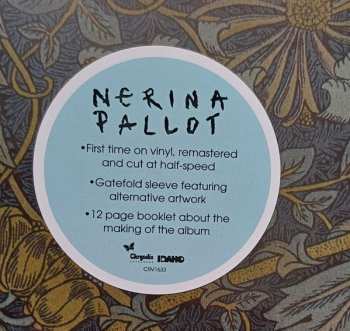 NERINA
PALLOT
•First time on vinyl, remastered
and cut at half-speed
•Gatefold sleeve featuring
alternative artwork
•12 page booklet about the
making of the album
Chrysalis IDAHO